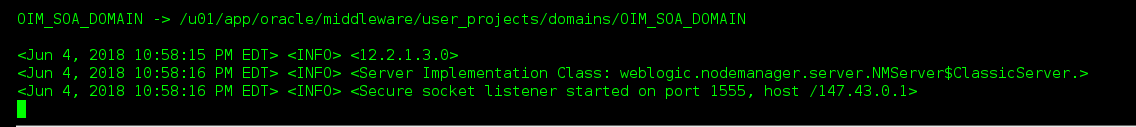 OIM_SOA_DOMAIN -> /u01/app/oracle/middleware/user_projects/domains/OIM_SOA_DOMAIN
<Jun 4, 2018 10:58:15 PM EDT> <INFO> <12.2.1.3.0>
<Jun 4, 2018 10:58:16 PM EDT> <INFO> <Server Implementation Class: weblogic.nodemanager.server.NMServer$ClassicServer.>
<Jun 4, 2018 10:58:16 PM EDT> <INFO> <Secure socket listener started on port 1555, host /147.43.0.1>